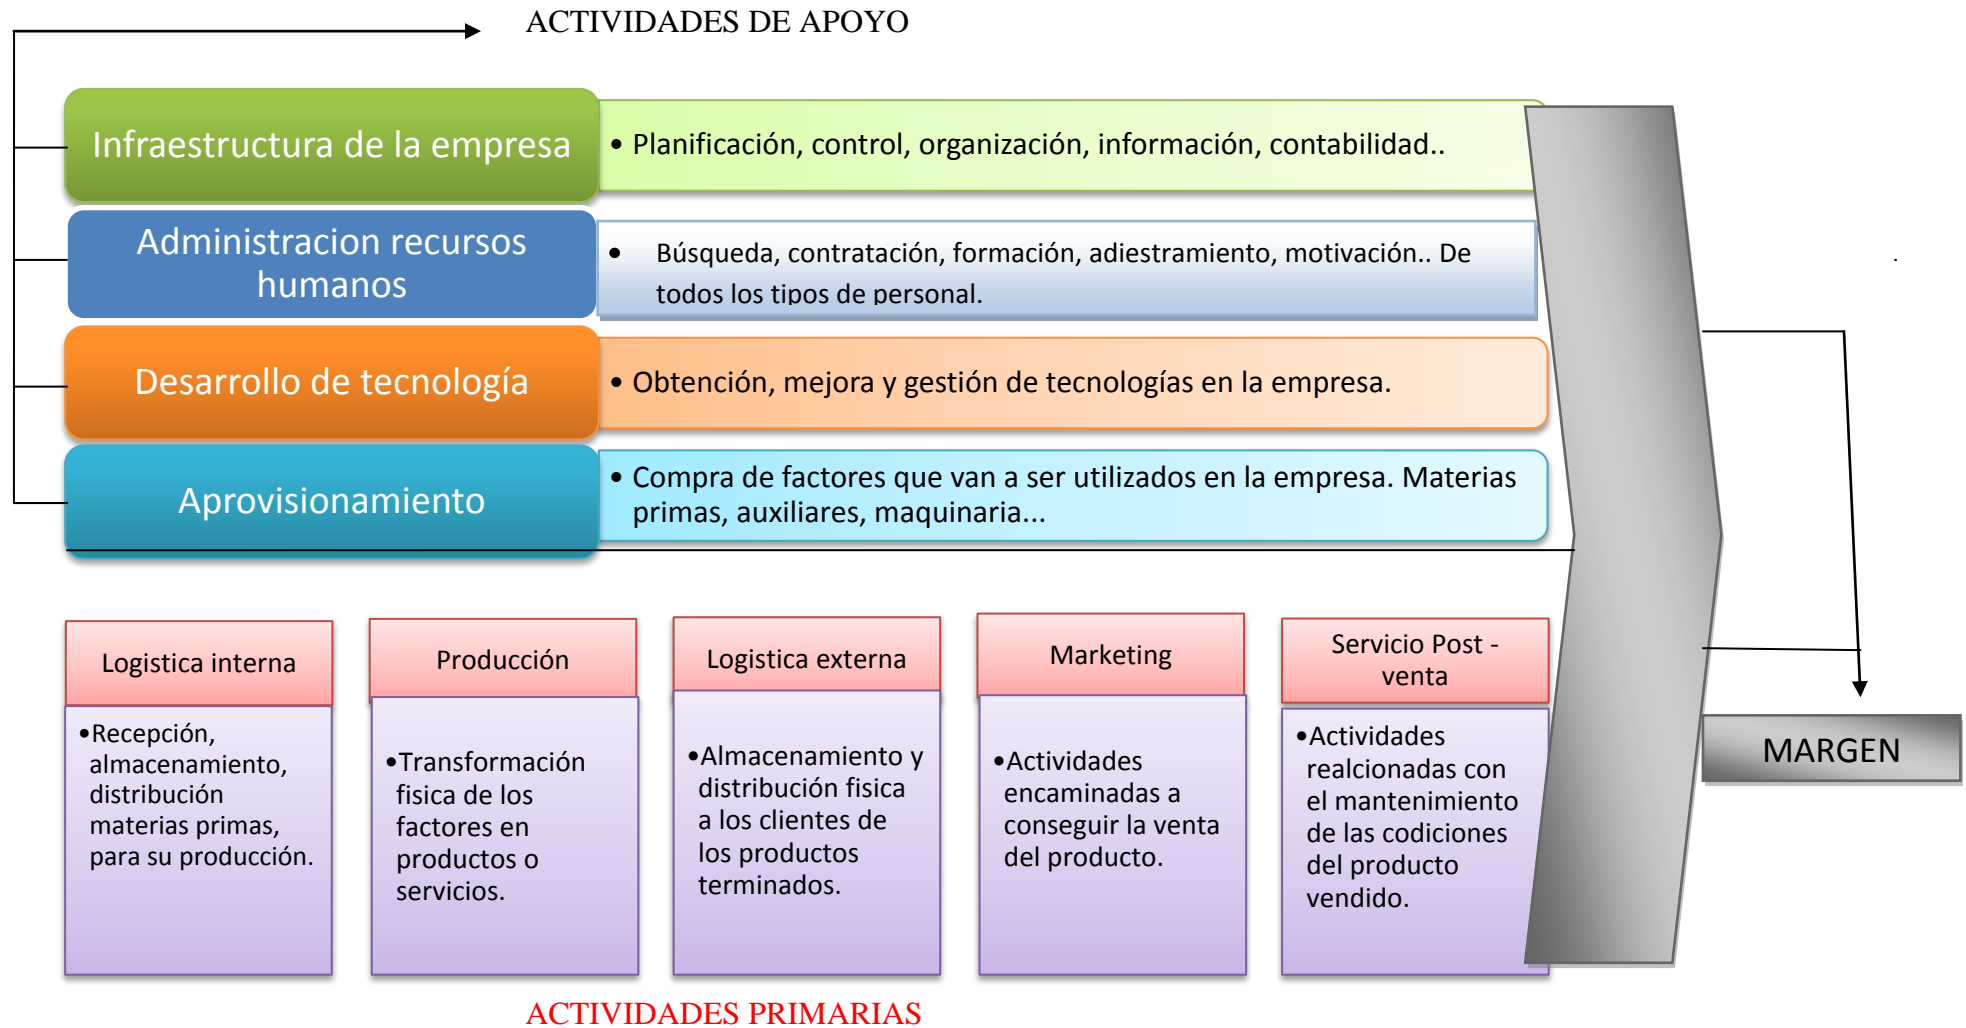 ACTIVIDADES DE APOYO
Infraestructura de la empresa
• Planificación, control, organización, información, contabilidad..
Administracion recursos
humanos
• Búsqueda, contratación, formación, adiestramiento, motivación.. De
todos los tipos de personal.
Desarrollo de tecnología
• Obtención, mejora y gestión de tecnologías en la empresa.
Aprovisionamiento
• Compra de factores que van a ser utilizados en la empresa. Materias
primas, auxiliares, maquinaria...
Logistica interna
•Recepción,
almacenamiento,
distribución
materias primas,
para su producción.
Producción
•Transformación
fisica de los
factores en
productos o
servicios.
Logistica externa
•Almacenamiento y
distribución fisica
a los clientes de
los productos
terminados.
Marketing
•Actividades
encaminadas a
conseguir la venta
del producto.
Servicio Post -
venta
•Actividades
realcionadas con
el mantenimiento
de las codiciones
del producto
vendido.
MARGEN
ACTIVIDADES PRIMARIAS